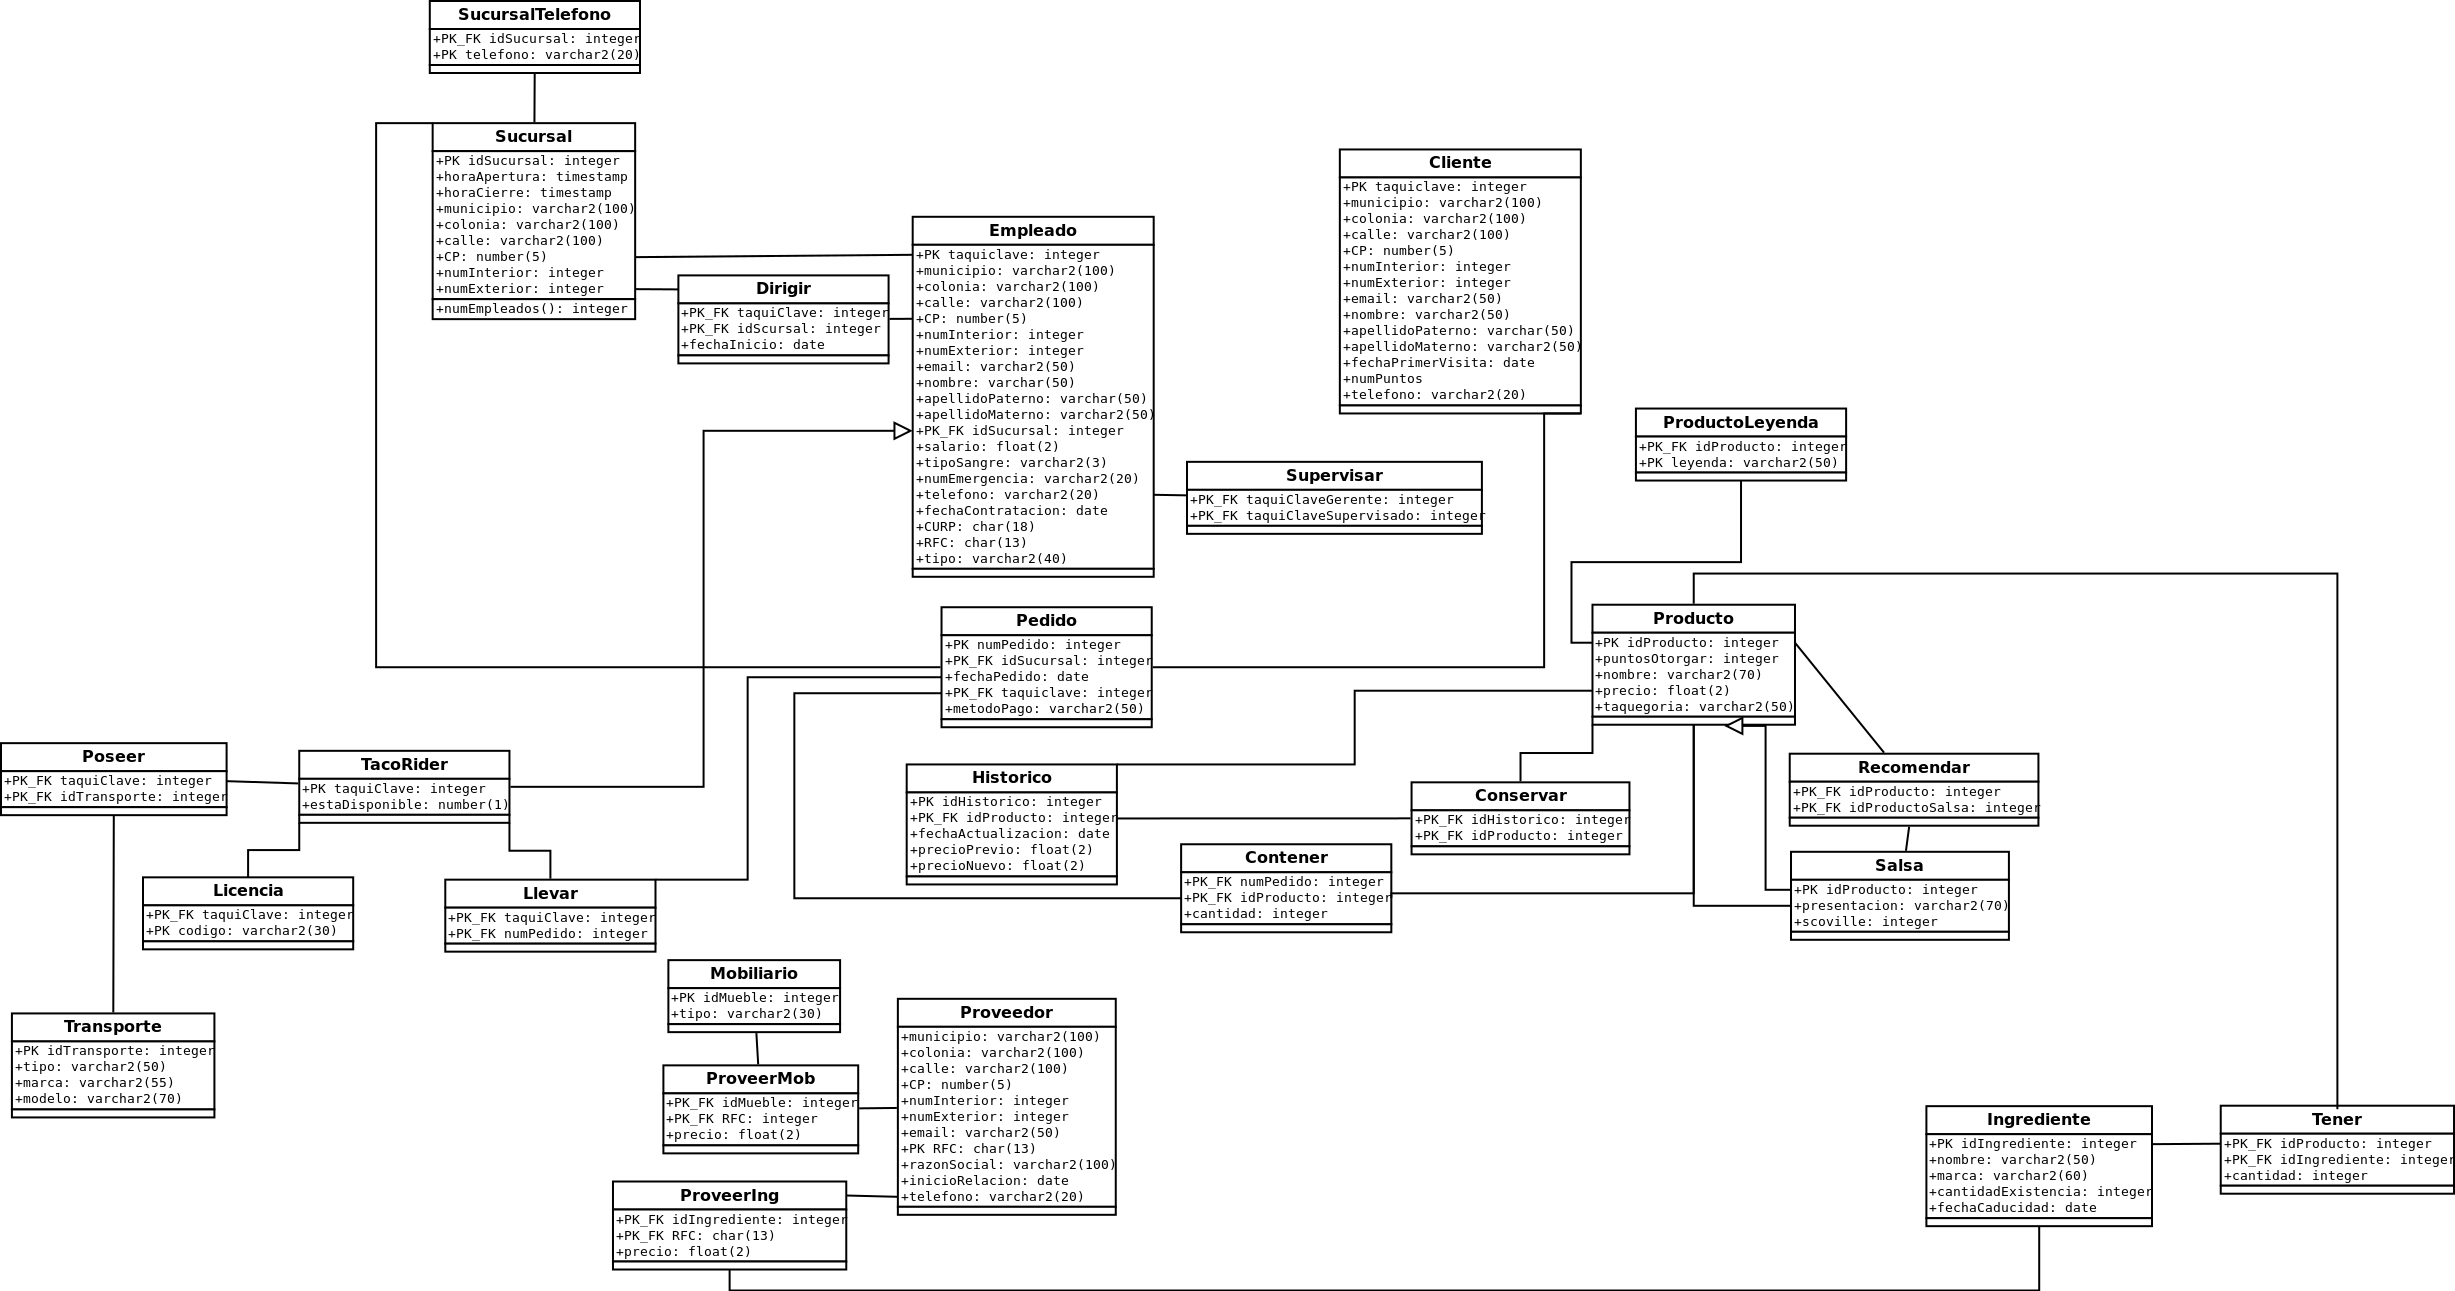 SucursalTelefono
+PK_FK idSucursal: integer
+PK telefono: varchar2(20)
Sucursal
+PK idSucursal: integer
+horaApertura: timestamp
+horaCierre: timestamp
+municipio: varchar2(100)
+colonia: varchar2(100)
+calle: varchar2(100)
+CP: number(5)
+numInterior: integer
+numExterior: integer
+numEmpleados(): integer
Dirigir
+PK_FK taquiClave: integer
+PK_FK idScursal: integer
+fechaInicio: date
Empleado
+PK taquiclave: integer
+municipio: varchar2(100)
+colonia: varchar2(100)
+calle: varchar2(100)
+CP: number(5)
+numInterior: integer
+numExterior: integer
+email: varchar2(50)
+nombre: varchar(50)
+apellidoPaterno: varchar(50)
+apellidoMaterno: varchar2(50)
+PK_FK idSucursal: integer
+salario: float(2)
+tipoSangre: varchar2(3)
+numEmergencia: varchar2(20)
+telefono: varchar2(20)
+fechaContratacion: date
+CURP: char(18)
+RFC: char(13)
+tipo: varchar2(40)
Cliente
+PK taquiclave: integer
+municipio: varchar2(100)
+colonia: varchar2(100)
+calle: varchar2(100)
+CP: number(5)
+numInterior: integer
+numExterior: integer
+email: varchar2(50)
+nombre: varchar2(50)
+apellidoPaterno: varchar(50)
+apellidoMaterno: varchar2(50)
+fechaPrimerVisita: date
+numPuntos
+telefono: varchar2(20)
Supervisar
+PK_FK taquiClaveGerente: integer
+PK_FK taquiClaveSupervisado: integer
ProductoLeyenda
+PK_FK idProducto: integer
+PK leyenda: varchar2(50)
Pedido
+PK numPedido: integer
+PK_FK idSucursal: integer
+fechaPedido: date
+PK_FK taquiclave: integer
+metodoPago: varchar2(50)
Producto
+PK idProducto: integer
+puntosOtorgar: integer
+nombre: varchar2(70)
+precio: float(2)
+taquegoria: varchar2(50)
Poseer
+PK_FK taquiClave: integer
+PK_FK idTransporte: integer
TacoRider
+PK taquiClave: integer
+estaDisponible: number(1)
Historico
+PK idHistorico: integer
+PK_FK idProducto: integer
+fechaActualizacion: date
+precioPrevio: float(2)
+precioNuevo: float(2)
Conservar
+PK_FK idHistorico: integer
+PK_FK idProducto: integer
Recomendar
+PK_FK idProducto: integer
+PK_FK idProductoSalsa: integer
Contener
+PK_FK numPedido: integer
+PK_FK idProducto: integer
+cantidad: integer
Salsa
+PK idProducto: integer
+presentacion: varchar2(70)
+scoville: integer
Licencia
+PK_FK taquiClave: integer
+PK codigo: varchar2(30)
Llevar
+PK_FK taquiClave: integer
+PK_FK numPedido: integer
Mobiliario
+PK idMueble: integer
+tipo: varchar2(30)
Transporte
+PK idTransporte: integer
+tipo: varchar2(50)
+marca: varchar2(55)
+modelo: varchar2(70)
ProveerMob
+PK_FK idMueble: integer
+PK_FK RFC: integer
+precio: float(2)
Proveedor
+municipio: varchar2(100)
+colonia: varchar2(100)
+calle: varchar2(100)
+CP: number(5)
+numInterior: integer
+numExterior: integer
+email: varchar2(50)
+PK RFC: char(13)
+razonSocial: varchar2(100)
+inicioRelacion: date
+telefono: varchar2(20)
ProveerIng
+PK_FK idIngrediente: integer
+PK_FK RFC: char(13)
+precio: float(2)
Ingrediente
+PK idIngrediente: integer
+nombre: varchar2(50)
+marca: varchar2(60)
+cantidadExistencia: integer
+fechaCaducidad: date
Tener
+PK_FK idProducto: integer
+PK_FK idIngrediente: integer
+cantidad: integer